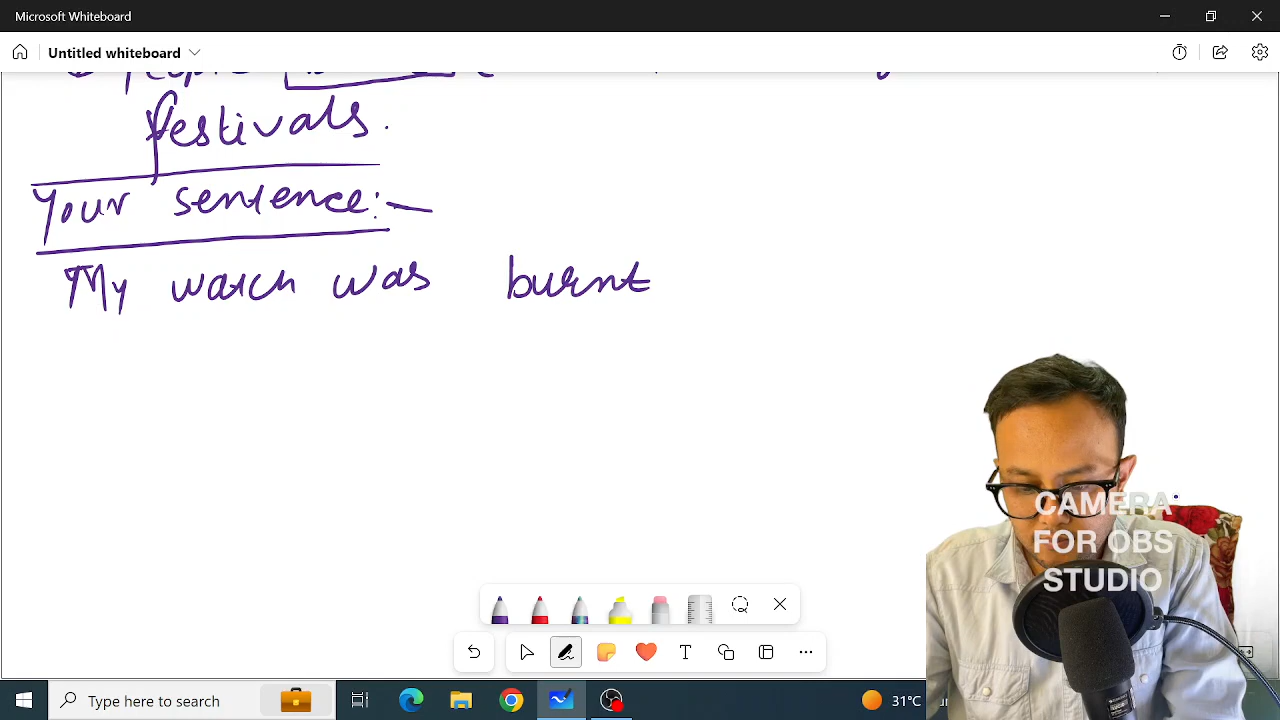 Microsoft Whiteboard
Untitled whiteboard
festivals.
Your sentence:-
My watch was burnt
CAMERA
FOR OBS
STUDIO
Type here to search
31°C